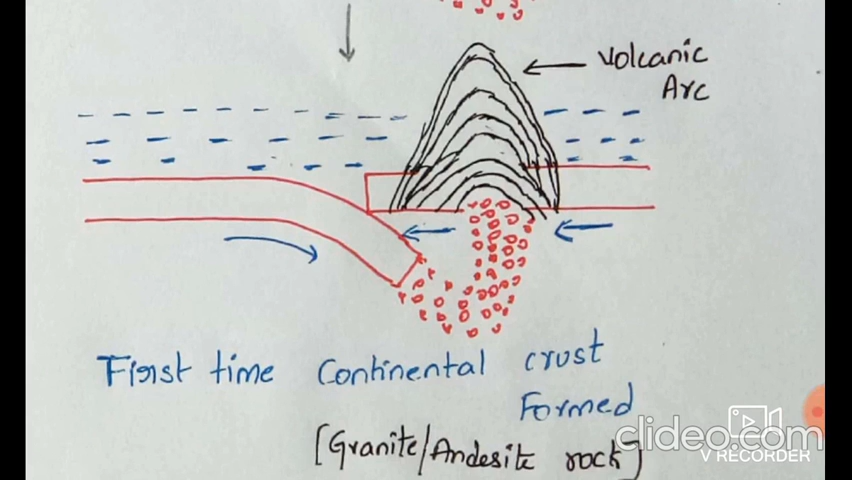 Volcanic
Arc
First time Continental crust
Formed
[Granite/Andesite rock]
clideo.com
V RECORDER